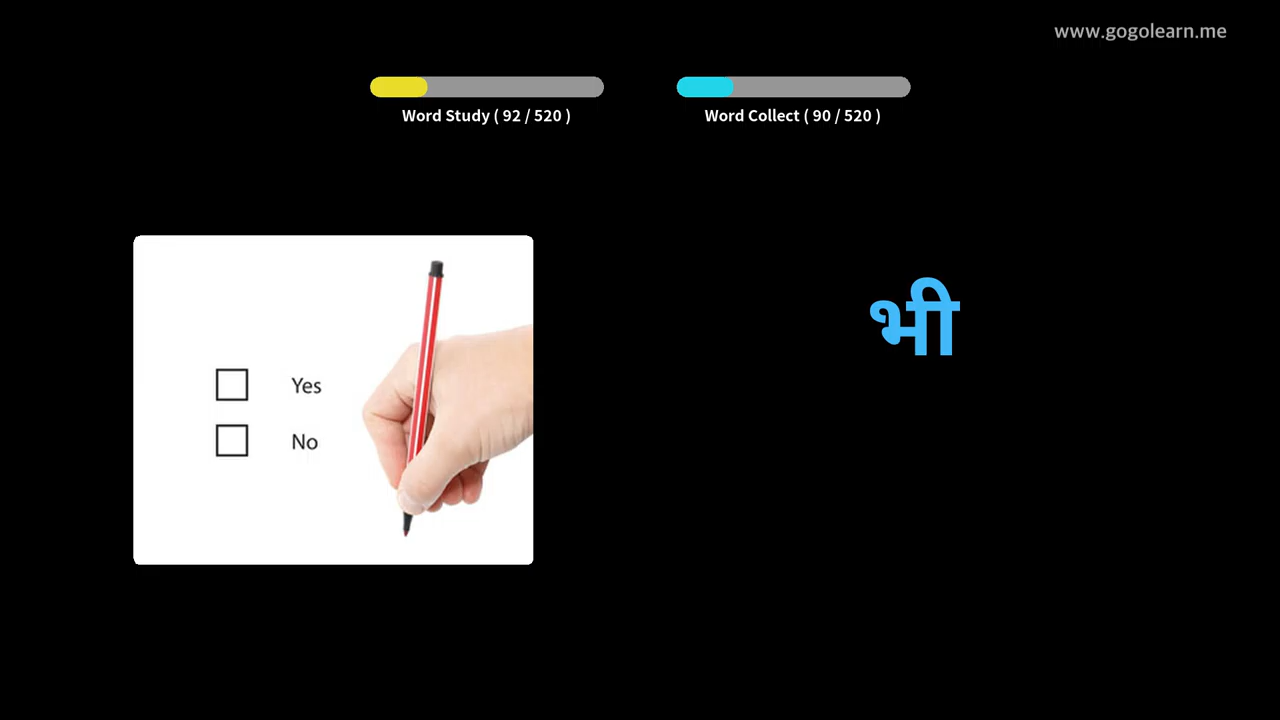 www.gogolearn.me
Word Study ( 92 / 520 )
Word Collect ( 90 / 520 )
Yes
No
भी